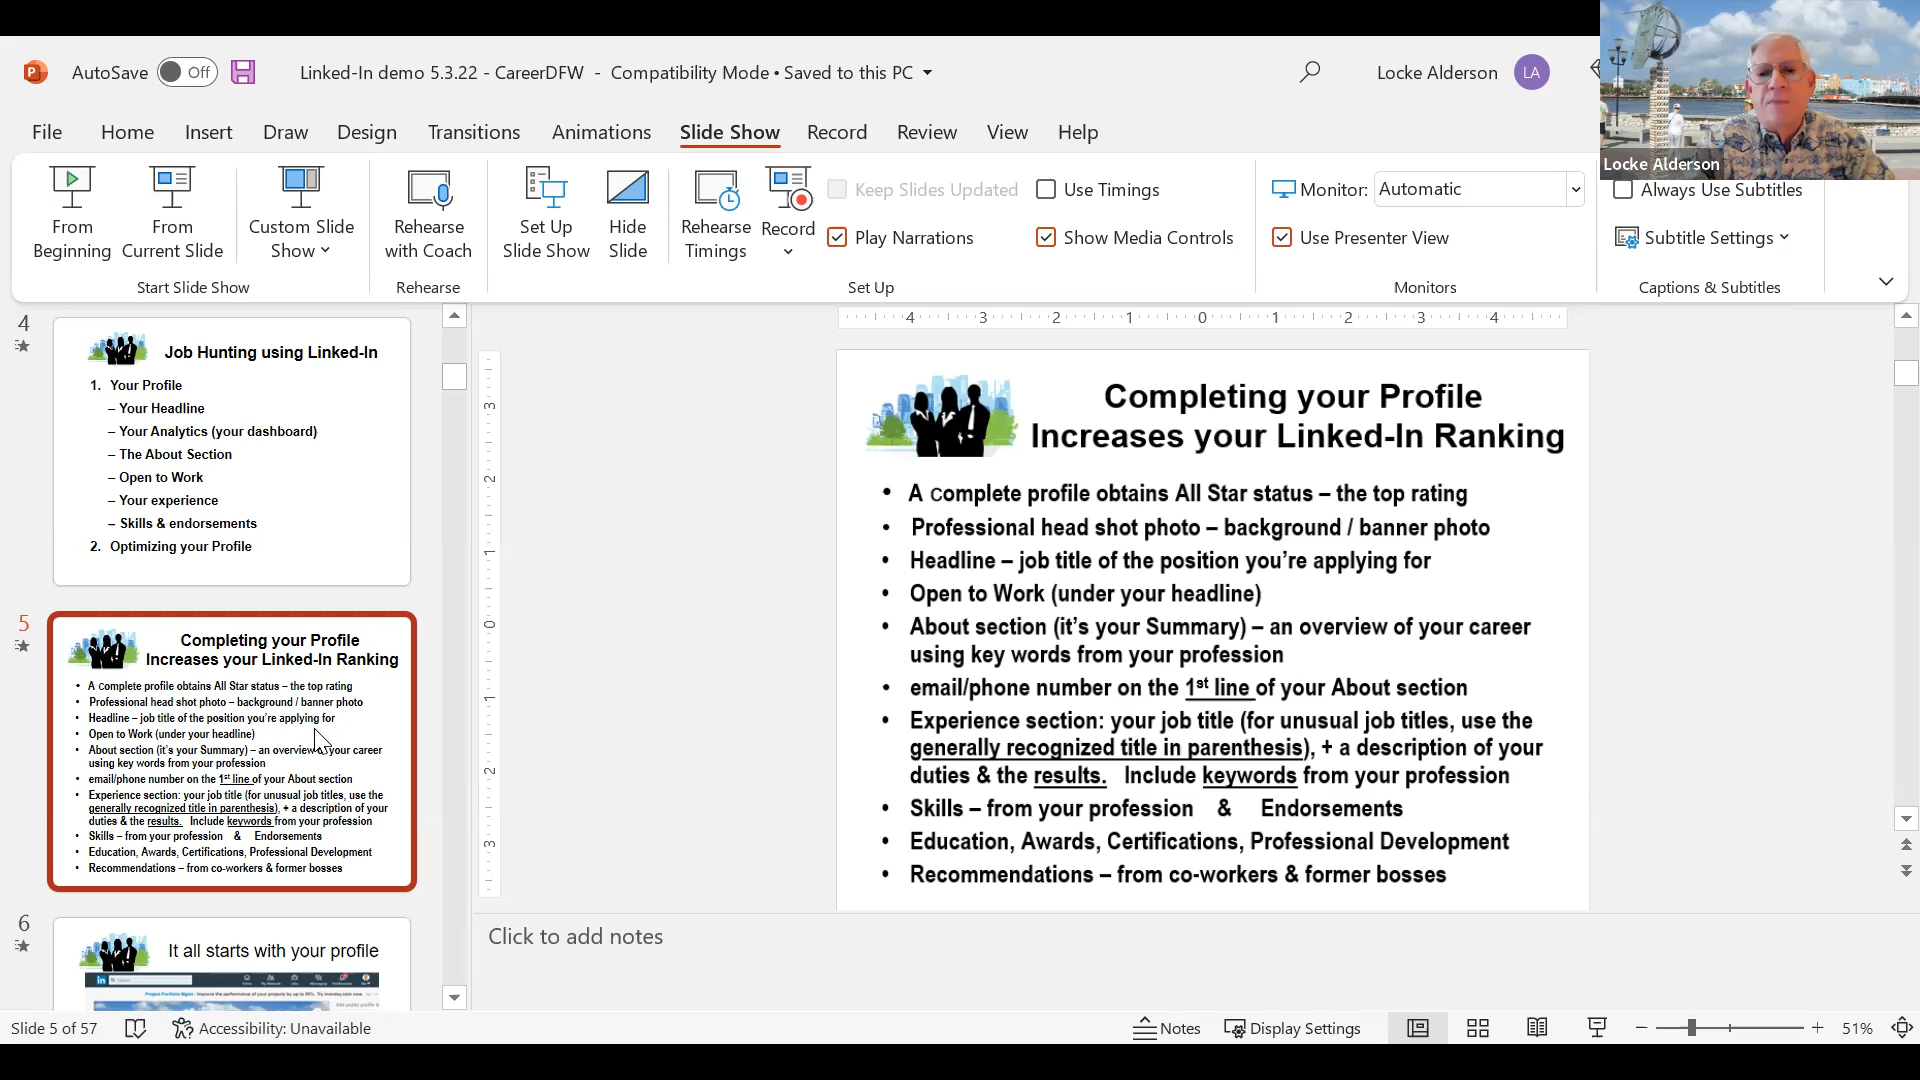 AutoSave Off Linked-In demo 5.3.22 - CareerDFW - Compatibility Mode • Saved to this PC Locke Alderson LA
Locke Alderson
File Home Insert Draw Design Transitions Animations Slide Show Record Review View Help
From Beginning
From Current Slide
Custom Slide Show
Start Slide Show
Rehearse with Coach
Rehearse
Set Up Slide Show
Hide Slide
Rehearse Timings
Record
Keep Slides Updated
Use Timings
Play Narrations
Show Media Controls
Set Up
Monitor: Automatic
Use Presenter View
Monitors
Always Use Subtitles
Subtitle Settings
Captions & Subtitles
4
Job Hunting using Linked-In
1. Your Profile
– Your Headline
– Your Analytics (your dashboard)
– The About Section
– Open to Work
– Your experience
– Skills & endorsements
2. Optimizing your Profile
5
Completing your Profile
Increases your Linked-In Ranking
• A complete profile obtains All Star status – the top rating
• Professional head shot photo – background / banner photo
• Headline – job title of the position you're applying for
• Open to Work (under your headline)
• About section (it's your Summary) – an overview your career
using key words from your profession
• email/phone number on the 1st line of your About section
• Experience section: your job title (for unusual job titles, use the
generally recognized title in parenthesis), + a description of your
duties & the results. Include keywords from your profession
• Skills – from your profession & Endorsements
• Education, Awards, Certifications, Professional Development
• Recommendations – from co-workers & former bosses
6
It all starts with your profile
4 3 2 1 0 1 2 3 4
3
2
1
0
1
2
3
Completing your Profile
Increases your Linked-In Ranking
• A complete profile obtains All Star status – the top rating
• Professional head shot photo – background / banner photo
• Headline – job title of the position you're applying for
• Open to Work (under your headline)
• About section (it's your Summary) – an overview of your career
using key words from your profession
• email/phone number on the 1st line of your About section
• Experience section: your job title (for unusual job titles, use the
generally recognized title in parenthesis), + a description of your
duties & the results. Include keywords from your profession
• Skills – from your profession & Endorsements
• Education, Awards, Certifications, Professional Development
• Recommendations – from co-workers & former bosses
Click to add notes
Slide 5 of 57 Accessibility: Unavailable Notes Display Settings 51%